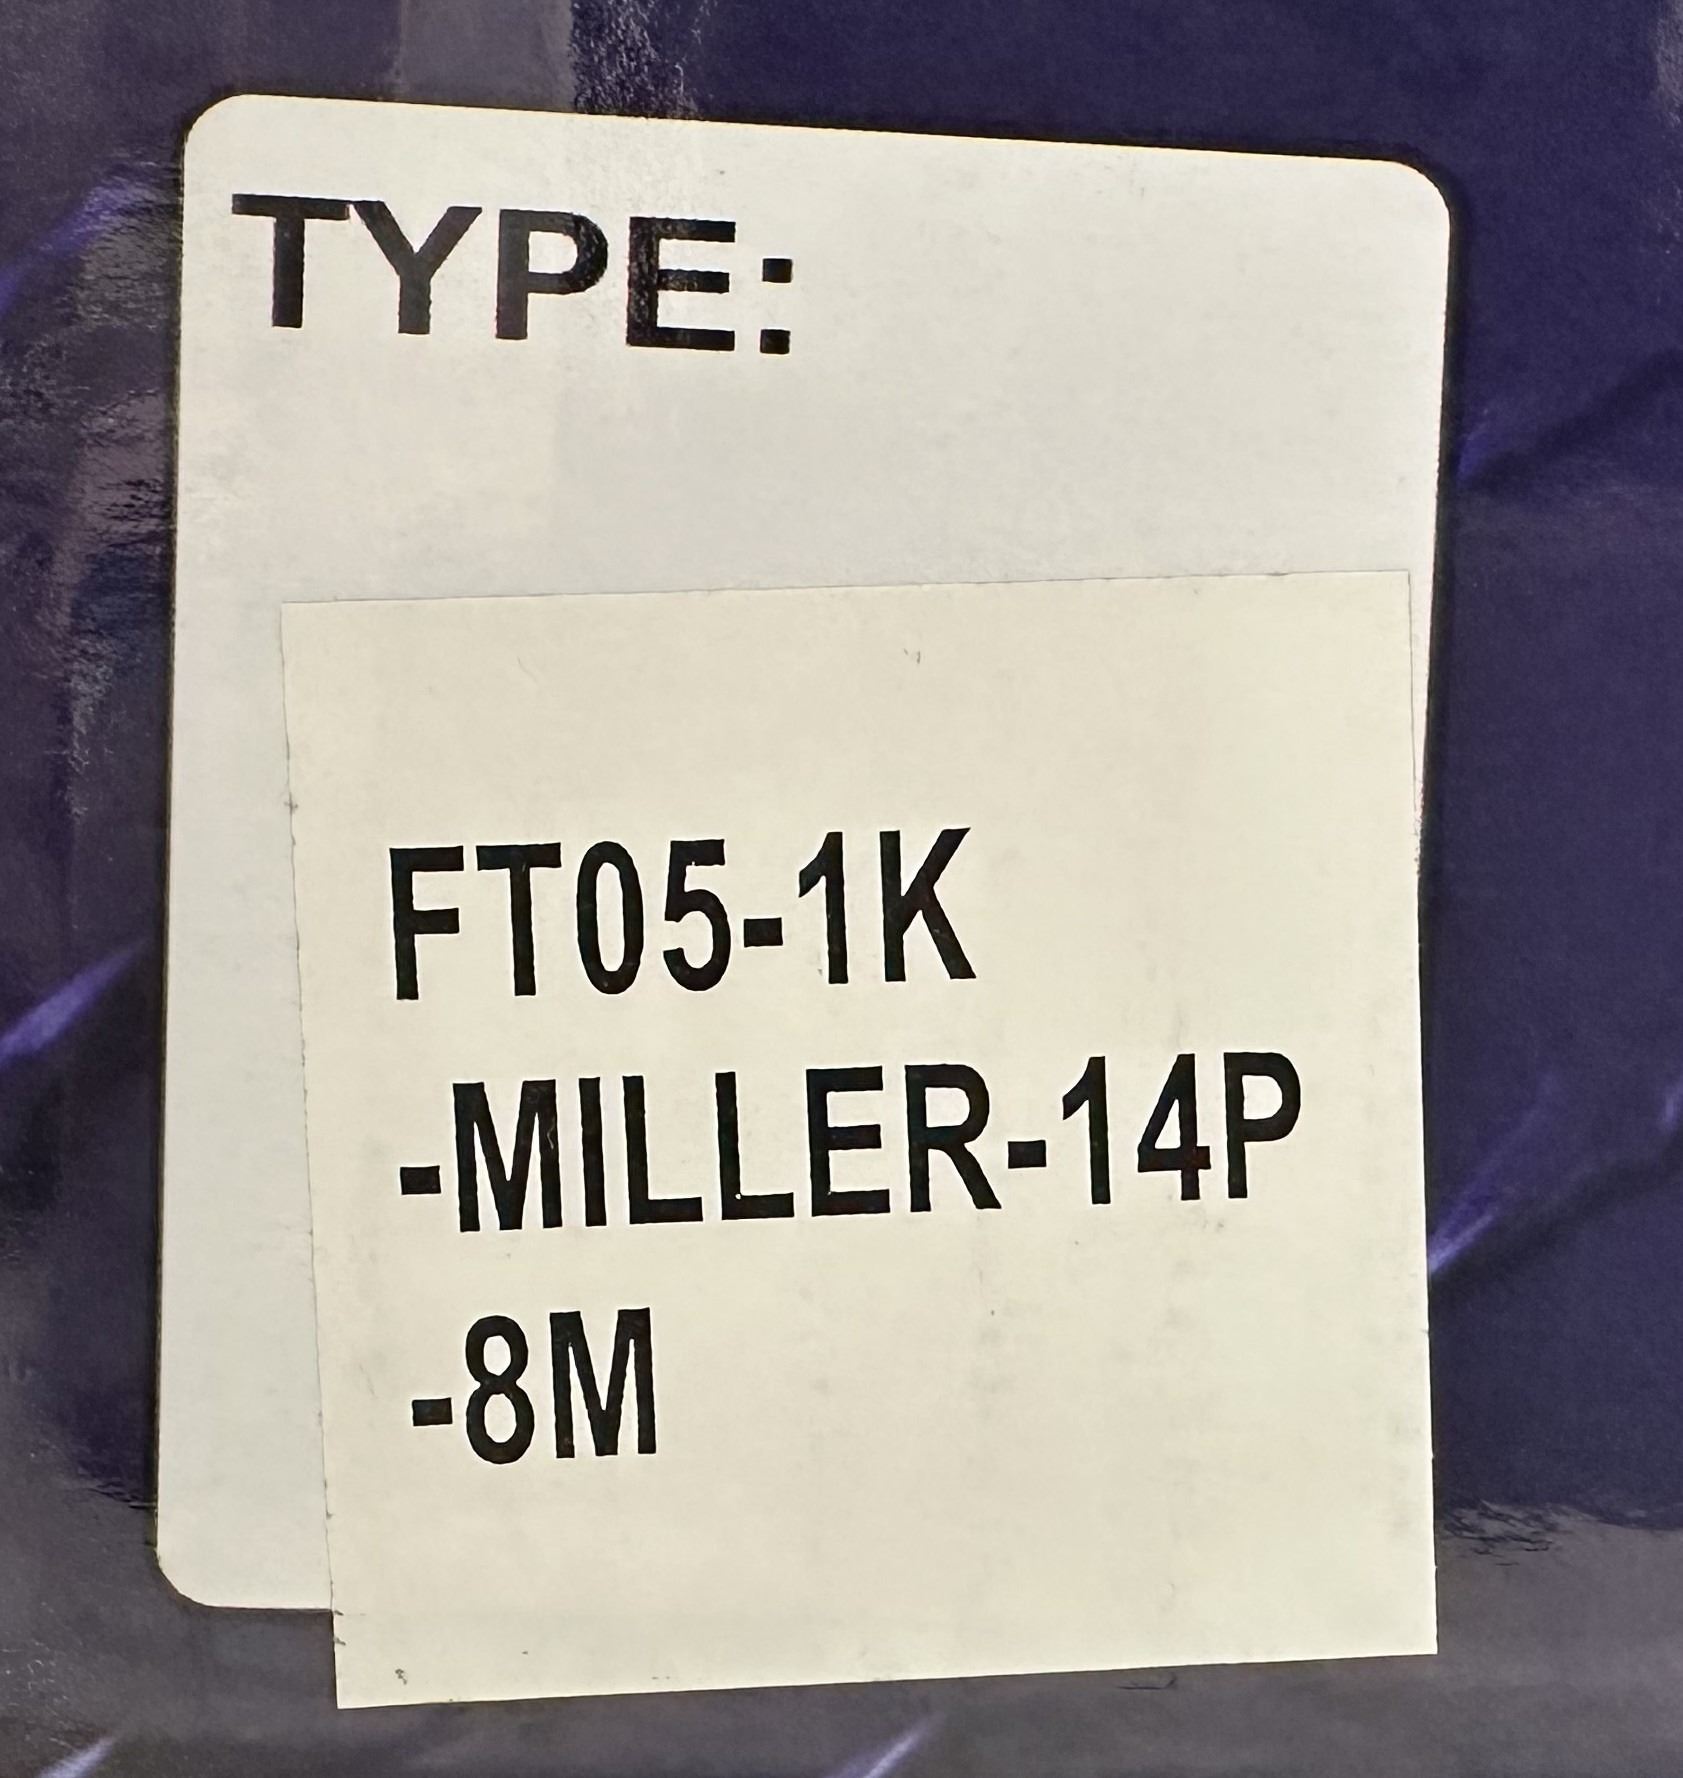 TYPE:
FT05-1K
-MILLER-14P
-8M